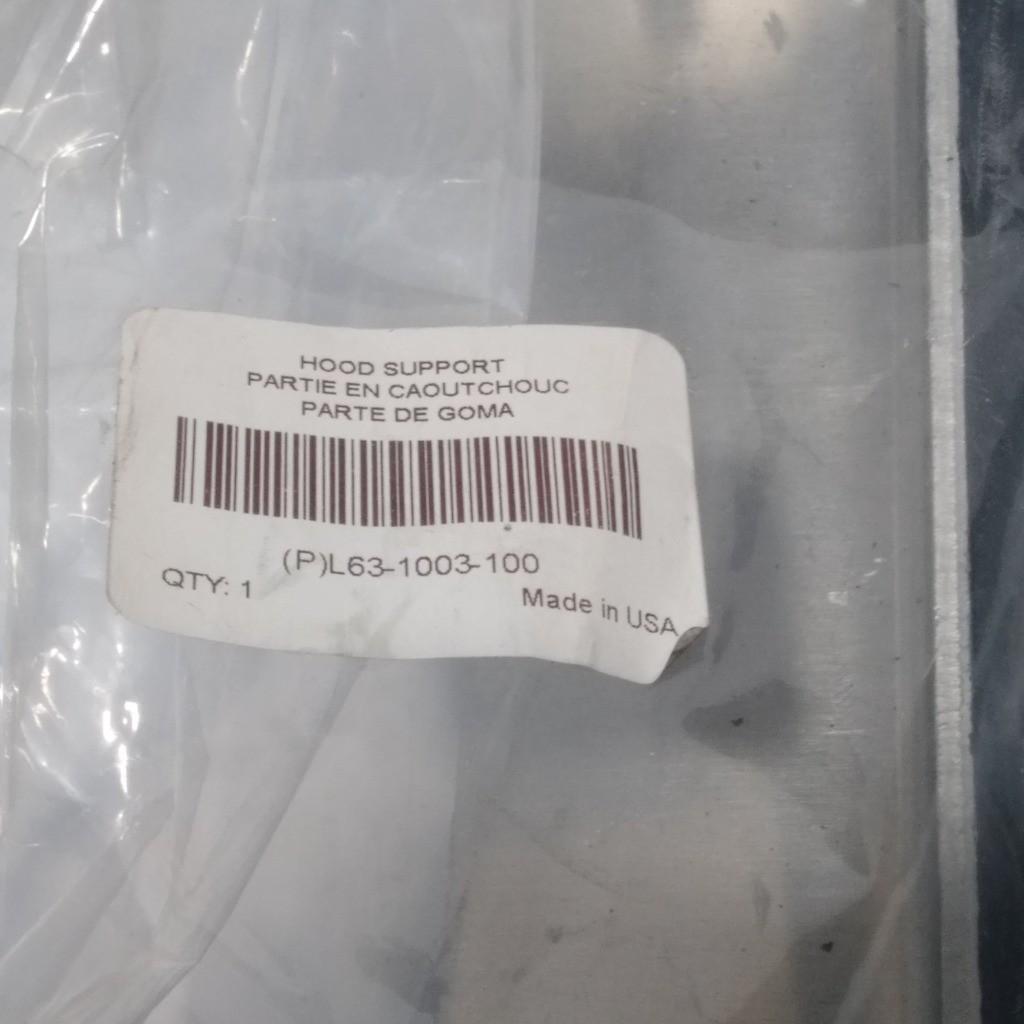 HOOD SUPPORT
PARTIE EN CAOUTCHOUC
PARTE DE GOMA
(P)L63-1003-100
QTY: 1
Made in USA